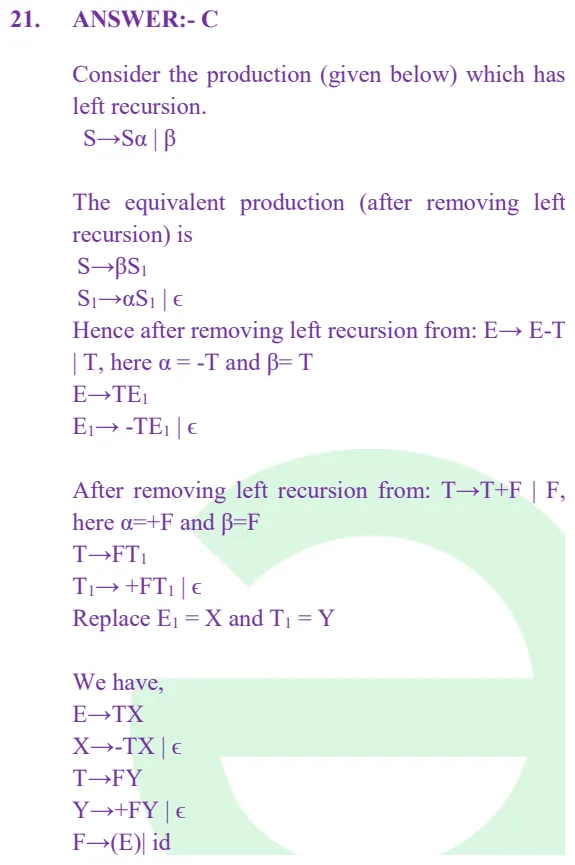 21. ANSWER:- C
Consider the production (given below) which has
left recursion.
S→Sα | β
The equivalent production (after removing left
recursion) is
S→βS₁
S₁→αS₁ | ϵ
Hence after removing left recursion from: E→ E-T
| T, here α = -T and β= T
E→TE₁
E₁→ -TE₁ | ϵ
After removing left recursion from: T→T+F | F,
here α=+F and β=F
T→FT₁
T₁→ +FT₁ | ϵ
Replace E₁ = X and T₁ = Y
We have,
E→TX
X→-TX | ϵ
T→FY
Y→+FY | ϵ
F→(E)| id